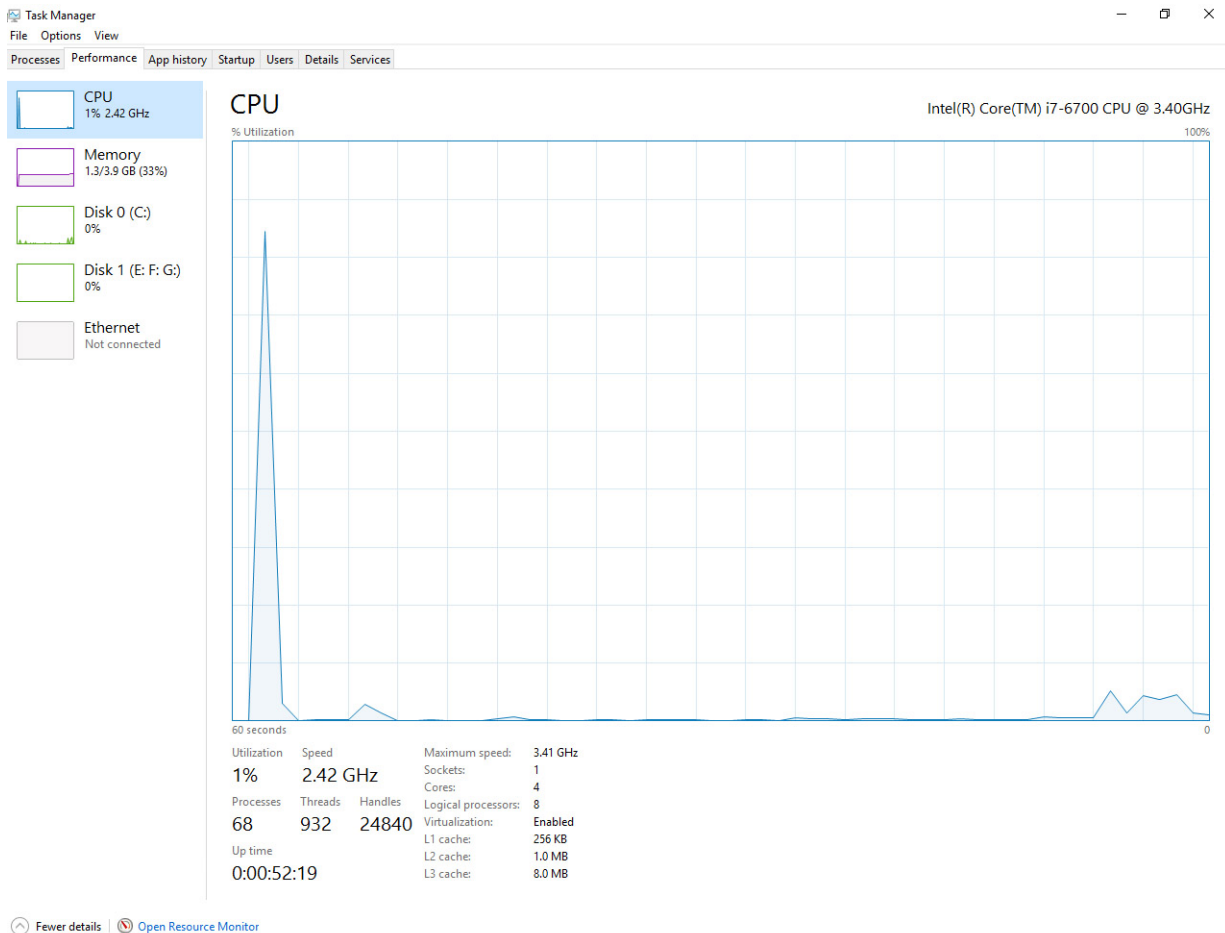 Task Manager
File Options View
Processes Performance App history Startup Users Details Services
CPU
1% 2.42 GHz
Memory
1.3/3.9 GB (33%)
Disk 0 (C:)
0%
Disk 1 (E: F: G:)
0%
Ethernet
Not connected
CPU
Intel(R) Core(TM) i7-6700 CPU @ 3.40GHz
% Utilization 100%
60 seconds 0
Utilization Speed
1% 2.42 GHz
Processes Threads Handles
68 932 24840
Up time
0:00:52:19
Maximum speed: 3.41 GHz
Sockets: 1
Cores: 4
Logical processors: 8
Virtualization: Enabled
L1 cache: 256 KB
L2 cache: 1.0 MB
L3 cache: 8.0 MB
Fewer details Open Resource Monitor